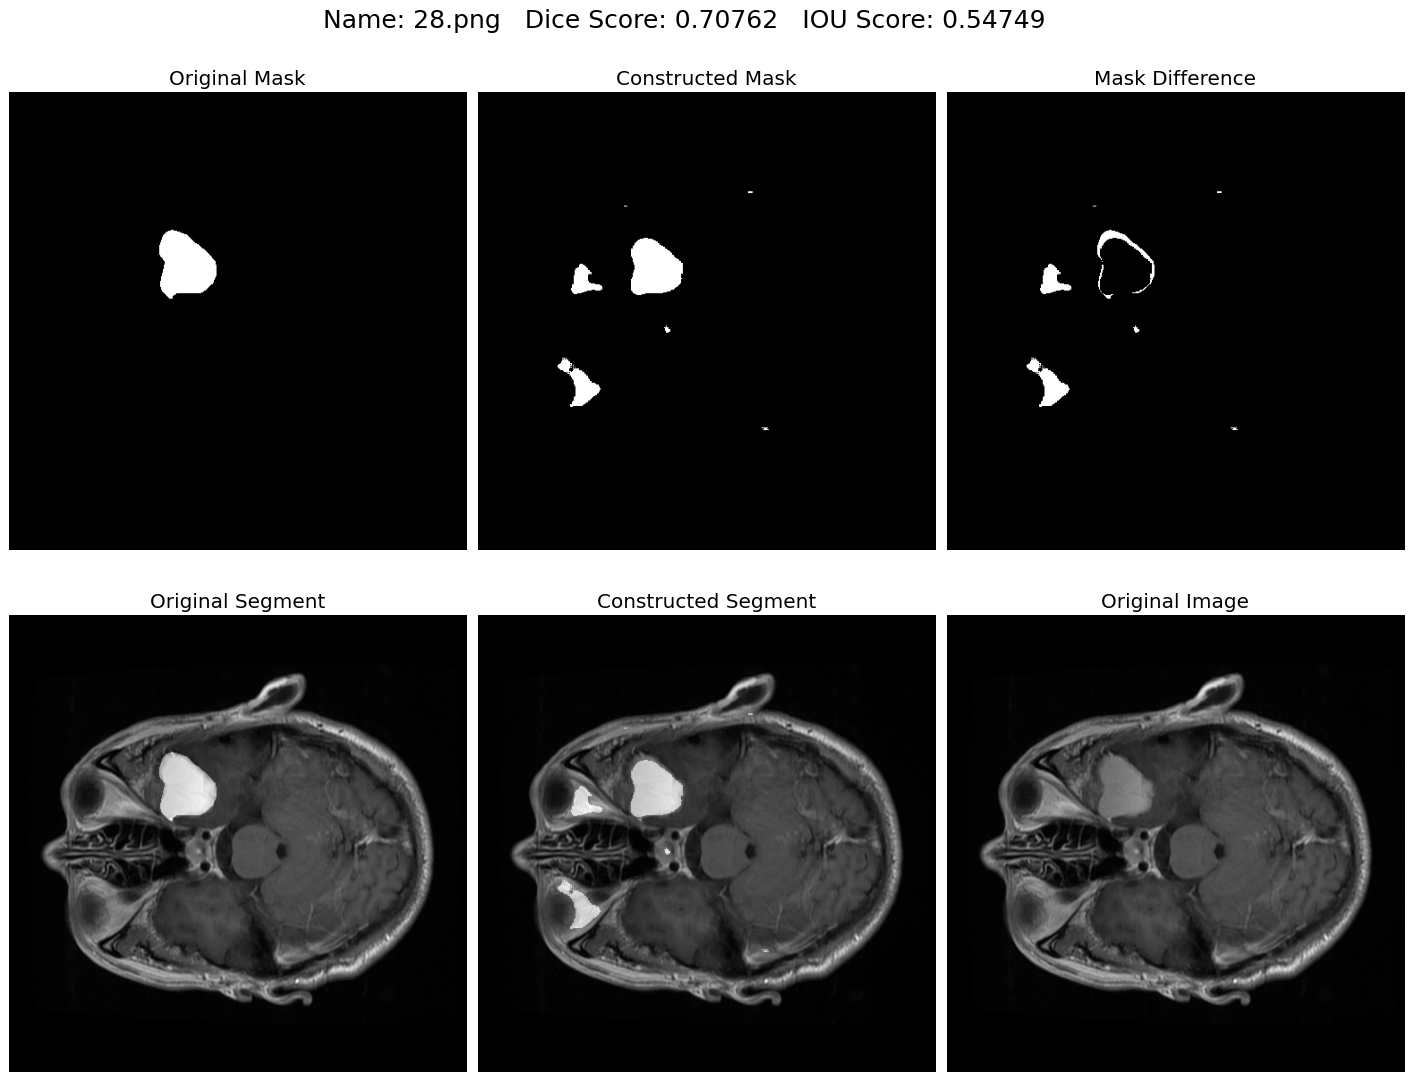 Name: 28.png   Dice Score: 0.70762   IOU Score: 0.54749
Original Mask
Constructed Mask
Mask Difference
Original Segment
Constructed Segment
Original Image